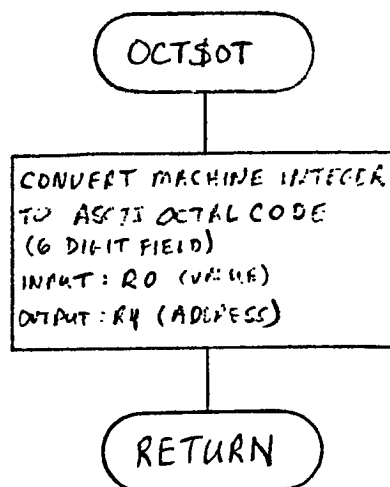 OCT$OT
CONVERT MACHINE INTEGER
TO ASCII OCTAL CODE
(6 DIGIT FIELD)
INPUT: R0 (VALUE)
OUTPUT: R4 (ADDRESS)
RETURN